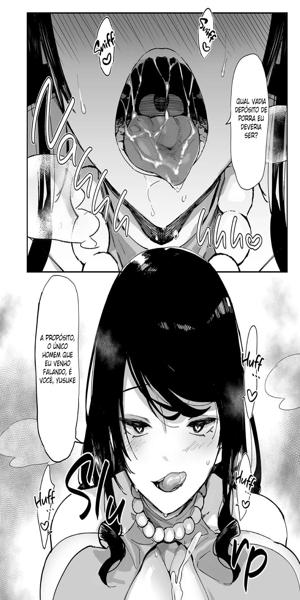 Sniff
Sniff
QUAL VADIA
DEPÓSITO DE
PORRA EU
DEVERIA
SER?
Nahhh
hhh
A PROPÓSITO,
O ÚNICO
HOMEM QUE
EU VENHO
FALANDO, É
VOCÊ, YUSUKE
Huff
Huff
Huff
Slurp